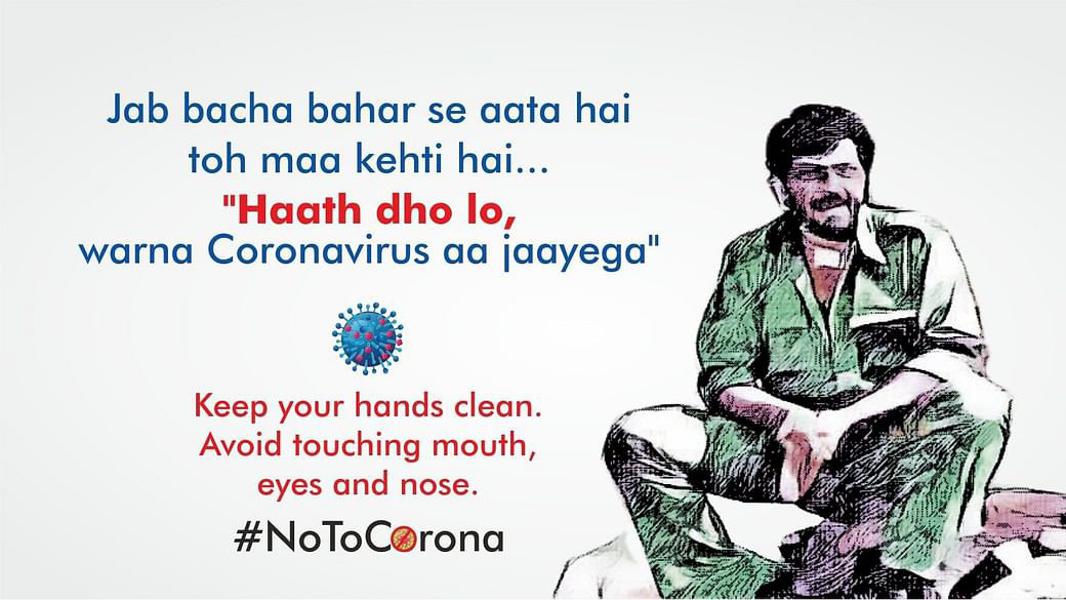 Jab bacha bahar se aata hai
toh maa kehti hai...
"Haath dho lo,
warna Coronavirus aa jaayega"
Keep your hands clean.
Avoid touching mouth,
eyes and nose.
#NoToCorona